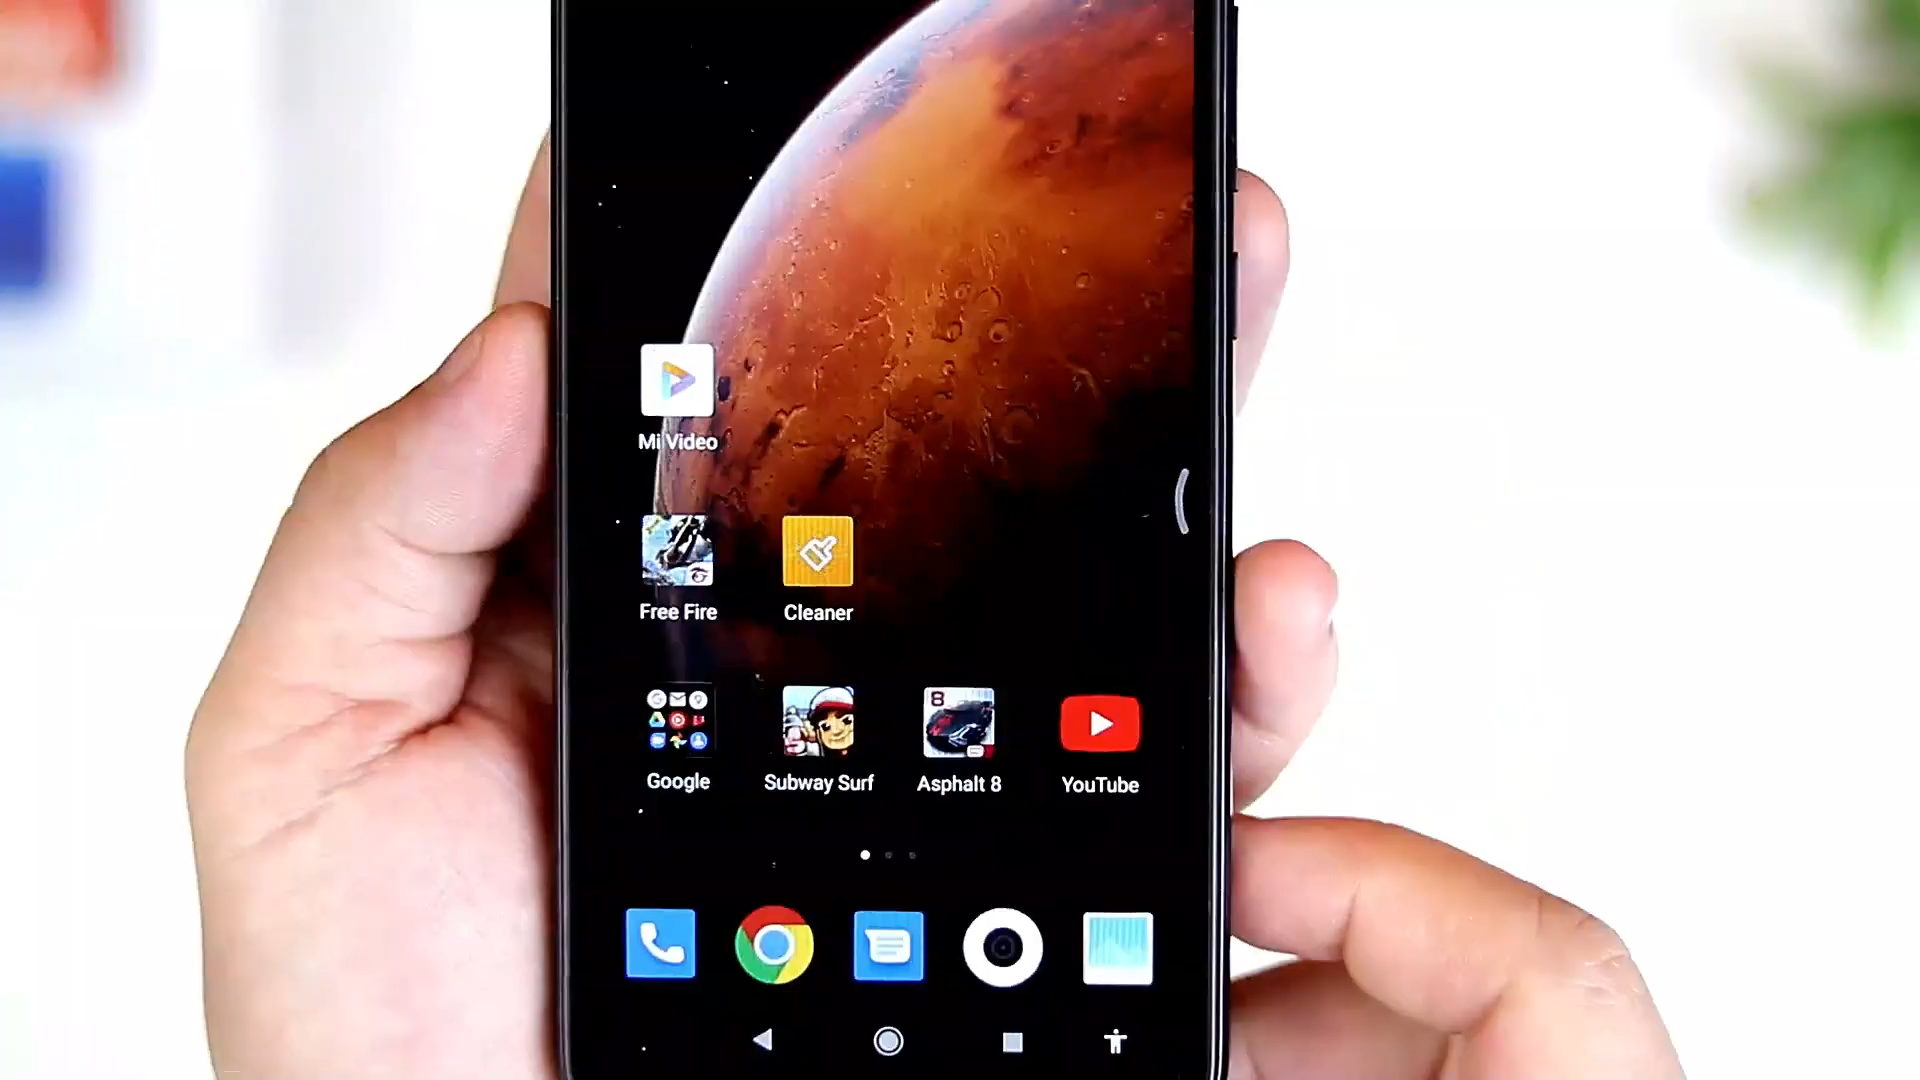 Mi Video
Free Fire
Cleaner
Google
Subway Surf
Asphalt 8
YouTube